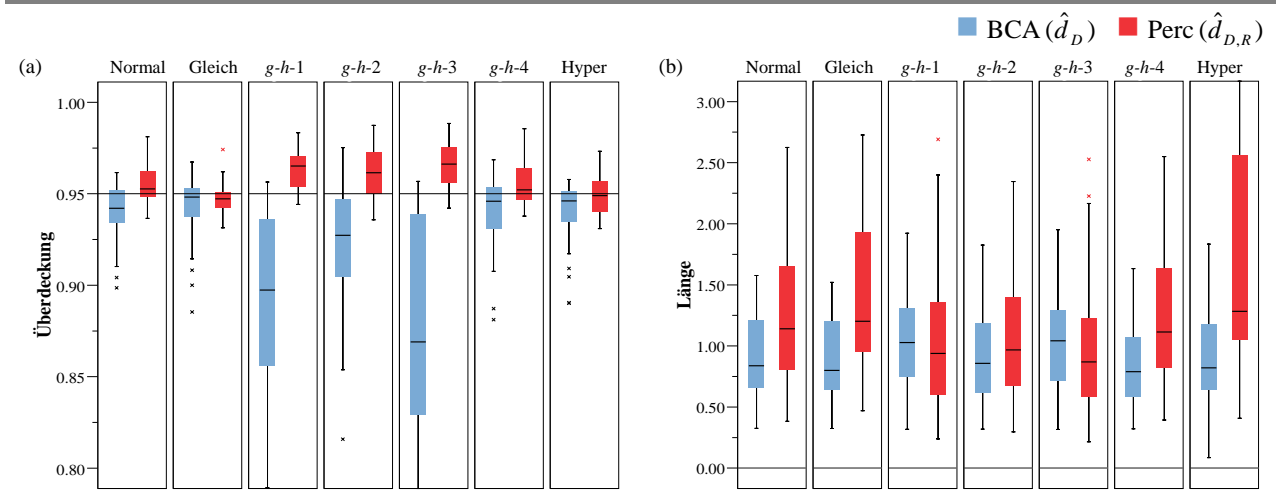 BCA (d̂_D) Perc (d̂_D,R)
(a) Normal Gleich g-h-1 g-h-2 g-h-3 g-h-4 Hyper
1.00
0.95
0.90
0.85
0.80
Überdeckung
(b) Normal Gleich g-h-1 g-h-2 g-h-3 g-h-4 Hyper
3.00
2.50
2.00
1.50
1.00
0.50
0.00
Länge